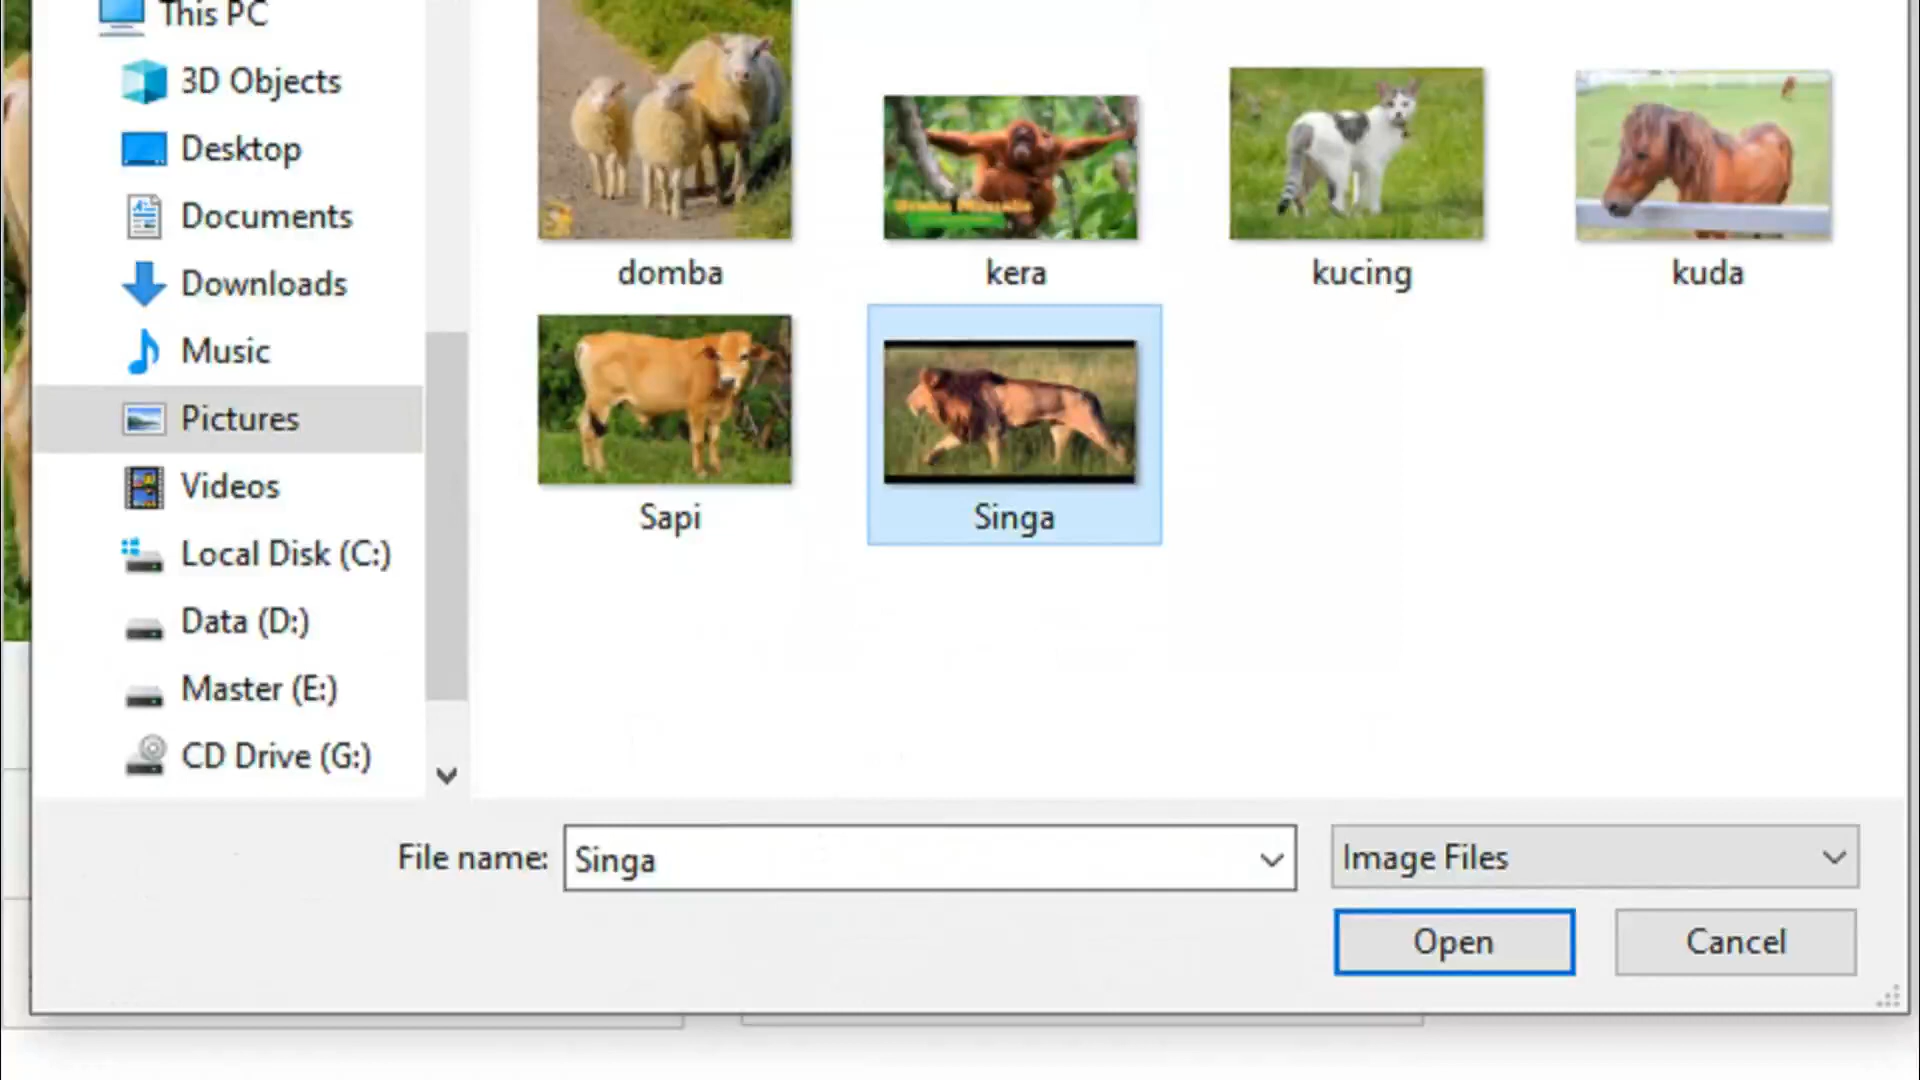 This PC
3D Objects
Desktop
Documents
Downloads
Music
Pictures
Videos
Local Disk (C:)
Data (D:)
Master (E:)
CD Drive (G:)
domba
kera
kucing
kuda
Sapi
Singa
File name:
Singa
Image Files
Open
Cancel